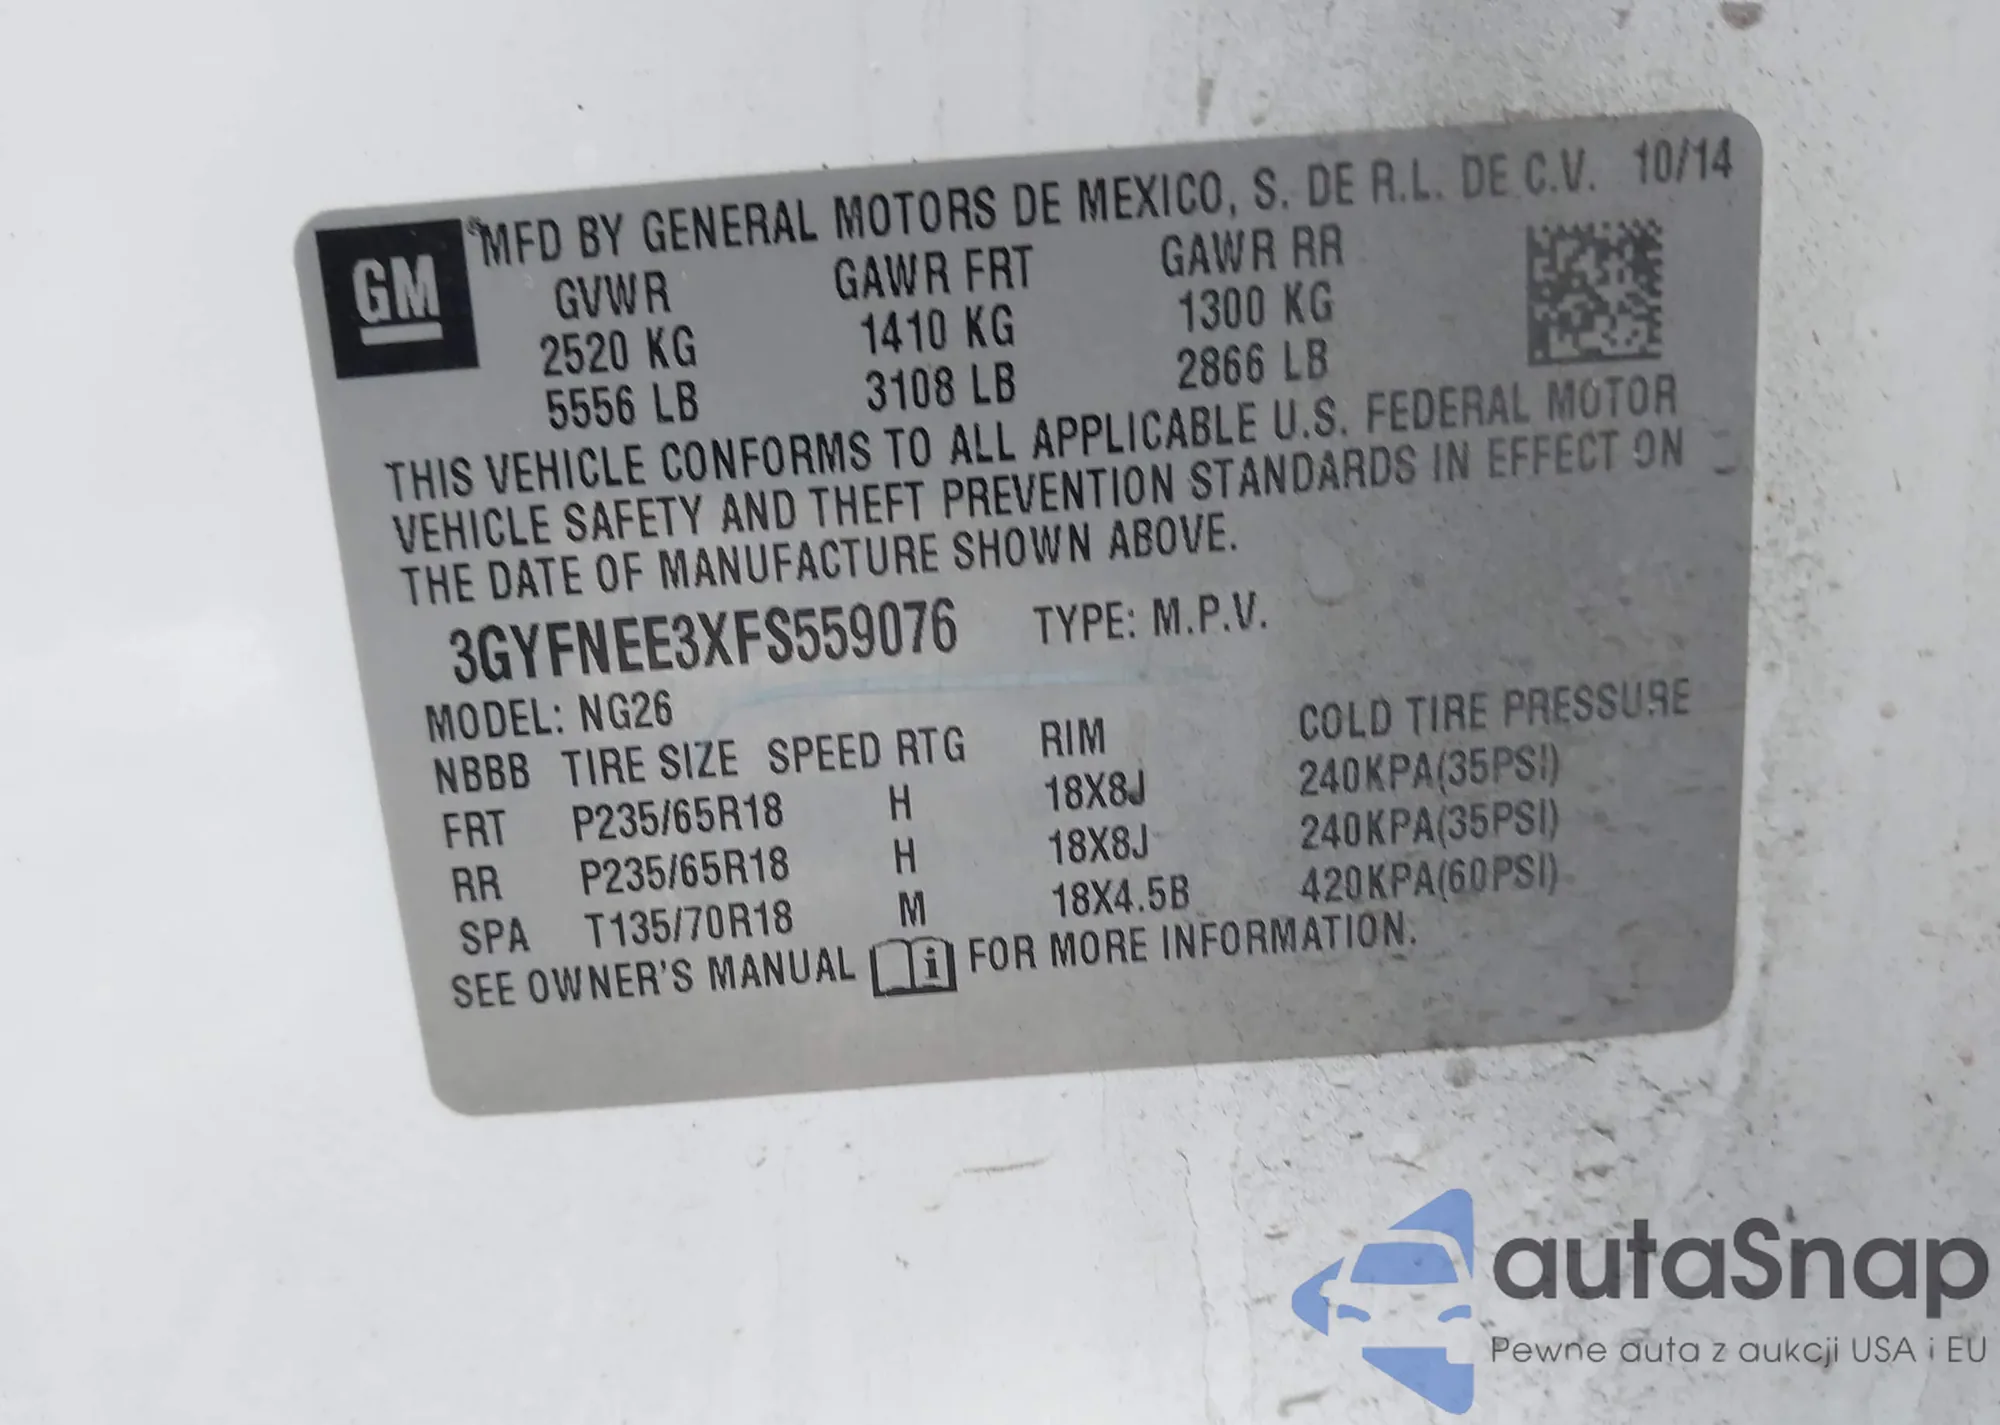 GM
MFD BY GENERAL MOTORS DE MEXICO, S. DE R.L. DE C.V. 10/14
GVWR GAWR FRT GAWR RR
2520 KG 1410 KG 1300 KG
5556 LB 3108 LB 2866 LB
THIS VEHICLE CONFORMS TO ALL APPLICABLE U.S. FEDERAL MOTOR
VEHICLE SAFETY AND THEFT PREVENTION STANDARDS IN EFFECT ON
THE DATE OF MANUFACTURE SHOWN ABOVE.
3GYFNEE3XFS559076 TYPE: M.P.V.
MODEL: NG26
NBBB TIRE SIZE SPEED RTG RIM COLD TIRE PRESSURE
FRT P235/65R18 H 18X8J 240KPA(35PSI)
RR P235/65R18 H 18X8J 240KPA(35PSI)
SPA T135/70R18 M 18X4.5B 420KPA(60PSI)
SEE OWNER'S MANUAL i FOR MORE INFORMATION.
autaSnap
Pewne auta z aukcji USA i EU